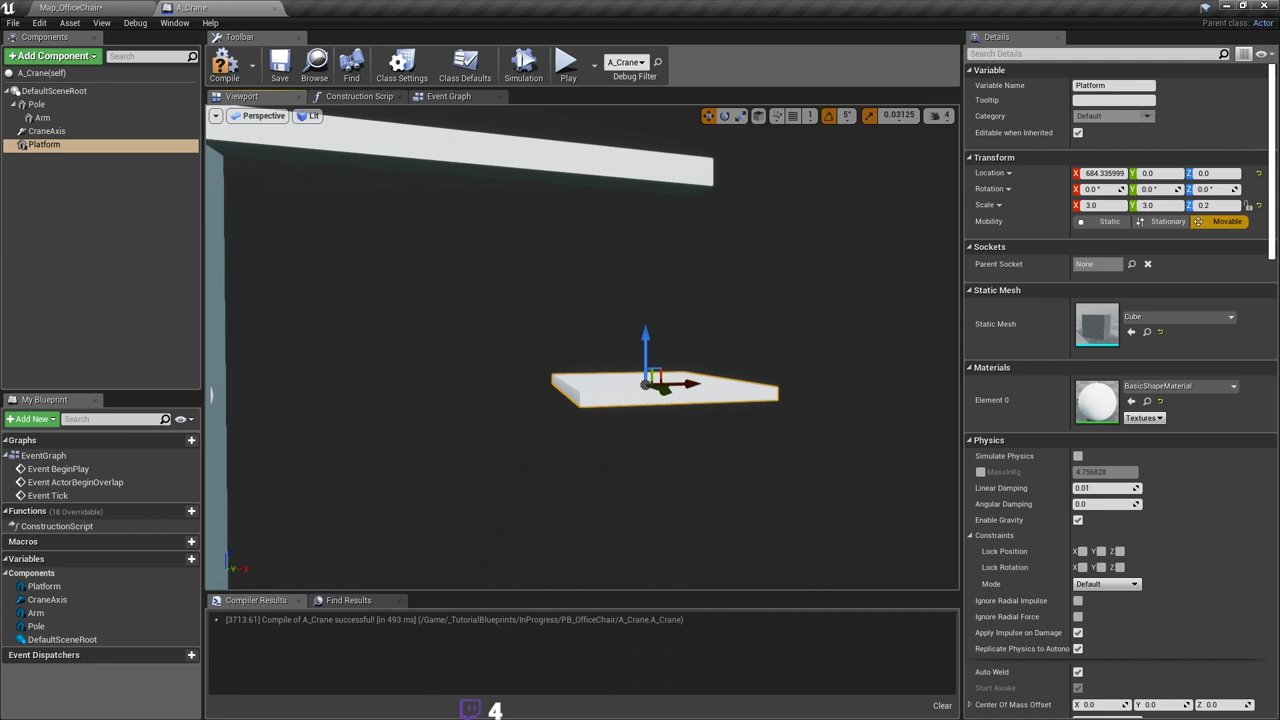 Map_OfficeChair*
A_Crane
File Edit Asset View Debug Window Help
Parent class: Actor
Components
+ Add Component
Search
A_Crane(self)
DefaultSceneRoot
Pole
Arm
CraneAxis
Platform
My Blueprint
+ Add New
Search
Graphs
EventGraph
Event BeginPlay
Event ActorBeginOverlap
Event Tick
Functions (18 Overridable)
ConstructionScript
Macros
Variables
Components
Platform
CraneAxis
Arm
Pole
DefaultSceneRoot
Event Dispatchers
Toolbar
Compile
Save
Browse
Find
Class Settings
Class Defaults
Simulation
Play
A_Crane
Debug Filter
Viewport
Construction Scrip
Event Graph
Perspective
Lit
1
5°
0.03125
4
Y X
Compiler Results
Find Results
[3713.61] Compile of A_Crane successful! [in 493 ms] (/Game/_TutorialBlueprints/InProgress/PB_OfficeChair/A_Crane.A_Crane)
4
Clear
Details
Search Details
Variable
Variable Name Platform
Tooltip
Category Default
Editable when Inherited
Transform
Location X 684.335999 Y 0.0 Z 0.0
Rotation X 0.0 ° Y 0.0 ° Z 0.0 °
Scale X 3.0 Y 3.0 Z 0.2
Mobility Static Stationary Movable
Sockets
Parent Socket None
Static Mesh
Static Mesh Cube
Materials
Element 0 BasicShapeMaterial
Textures
Physics
Simulate Physics
MassInKg 4.756828
Linear Damping 0.01
Angular Damping 0.0
Enable Gravity
Constraints
Lock Position X Y Z
Lock Rotation X Y Z
Mode Default
Ignore Radial Impulse
Ignore Radial Force
Apply Impulse on Damage
Replicate Physics to Autono
Auto Weld
Start Awake
Center Of Mass Offset X 0.0 Y 0.0 Z 0.0